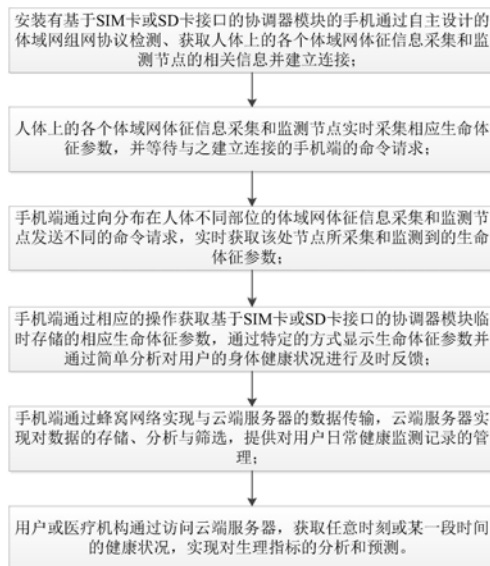 安装有基于SIM卡或SD卡接口的协调器模块的手机通过自主设计的
体域网组网协议检测、获取人体上的各个体域网体征信息采集和监
测节点的相关信息并建立连接；
人体上的各个体域网体征信息采集和监测节点实时采集相应生命体
征参数，并等待与之建立连接的手机端的命令请求；
手机端通过向分布在人体不同部位的体域网体征信息采集和监测节
点发送不同的命令请求，实时获取该处节点所采集和监测到的生命
体征参数；
手机端通过相应的操作获取基于SIM卡或SD卡接口的协调器模块临
时存储的相应生命体征参数，通过特定的方式显示生命体征参数并
通过简单分析对用户的身体健康状况进行及时反馈；
手机端通过蜂窝网络实现与云端服务器的数据传输，云端服务器实
现对数据的存储、分析与筛选，提供对用户日常健康监测记录的管
理；
用户或医疗机构通过访问云端服务器，获取任意时刻或某一段时间
的健康状况，实现对生理指标的分析和预测。